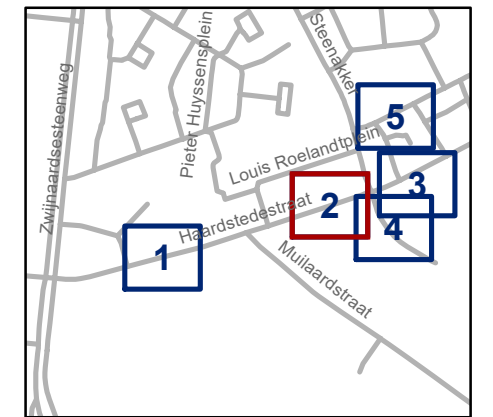 Steenakker
Pieter Huyssensplein
Zwijnaardsesteenweg
5
Louis Roelandtplein
3
2
Haardstedestraat
4
1
Muilaardstraat